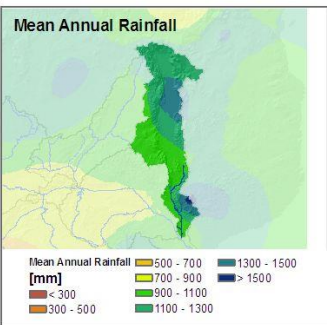 Mean Annual Rainfall
Mean Annual Rainfall
[mm]
< 300
300 - 500
500 - 700
700 - 900
900 - 1100
1100 - 1300
1300 - 1500
> 1500